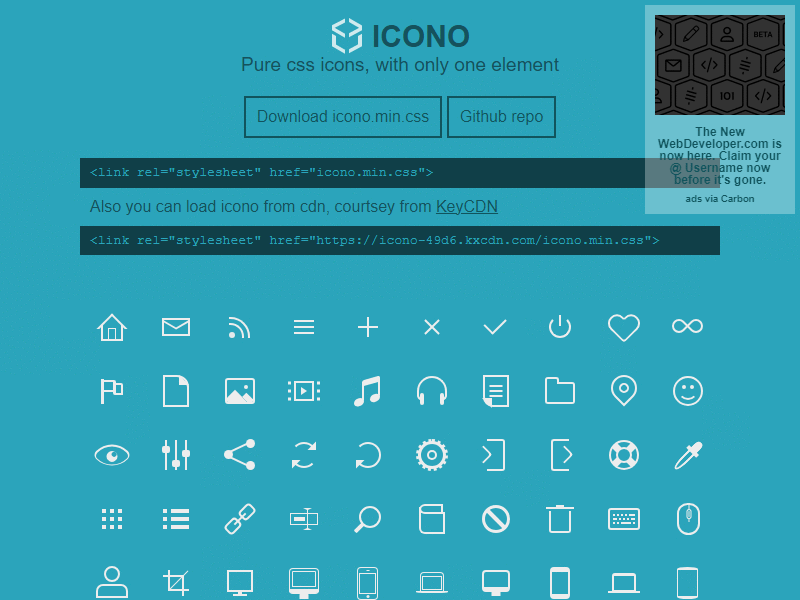 ICONO
Pure css icons, with only one element
Download icono.min.css
Github repo
<link rel="stylesheet" href="icono.min.css">
Also you can load icono from cdn, courtsey from KeyCDN
<link rel="stylesheet" href="https://icono-49d6.kxcdn.com/icono.min.css">
BETA
101
The New
WebDeveloper.com is
now here. Claim your
@ Username now
before it's gone.
ads via Carbon